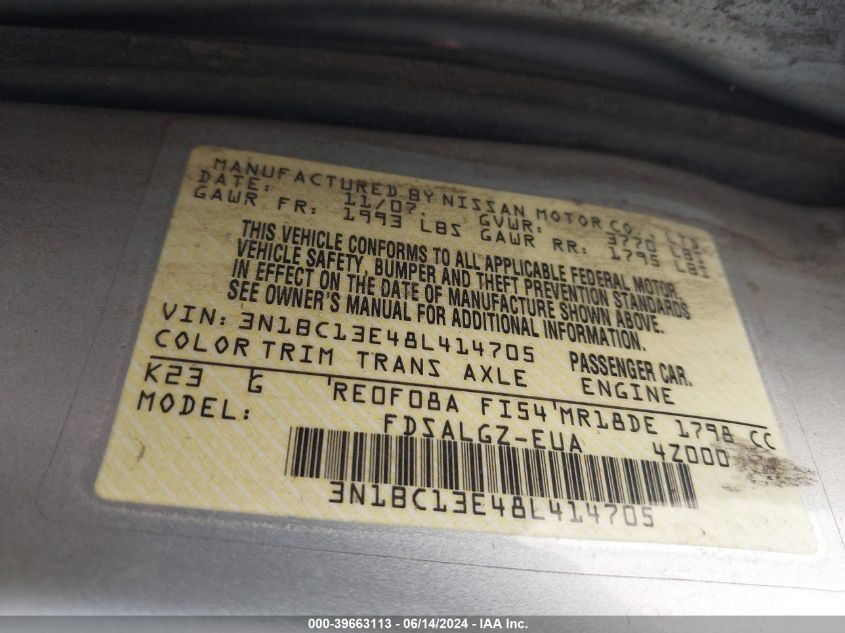 MANUFACTURED BY NISSAN MOTOR CO., LTD.
DATE: 11/07. GVWR: 3770 LBS
GAWR FR: 1993 LBS GAWR RR: 1795 LBS
THIS VEHICLE CONFORMS TO ALL APPLICABLE FEDERAL MOTOR
VEHICLE SAFETY, BUMPER AND THEFT PREVENTION STANDARDS
IN EFFECT ON THE DATE OF MANUFACTURE SHOWN ABOVE.
SEE OWNER'S MANUAL FOR ADDITIONAL INFORMATION.
VIN: 3N1BC13E48L414705 PASSENGER CAR.
COLOR TRIM TRANS AXLE ENGINE
K23 G RE0F08A FI54 MR18DE 1798 CC
MODEL: FDSALGZ-EUA 4Z000
3N1BC13E48L414705
000-39663113 - 06/14/2024 - IAA Inc.